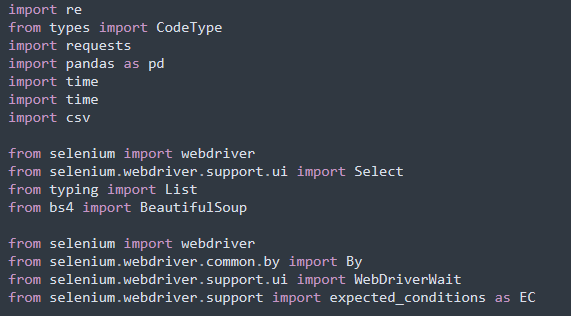 import re
from types import CodeType
import requests
import pandas as pd
import time
import time
import csv
from selenium import webdriver
from selenium.webdriver.support.ui import Select
from typing import List
from bs4 import BeautifulSoup
from selenium import webdriver
from selenium.webdriver.common.by import By
from selenium.webdriver.support.ui import WebDriverWait
from selenium.webdriver.support import expected_conditions as EC